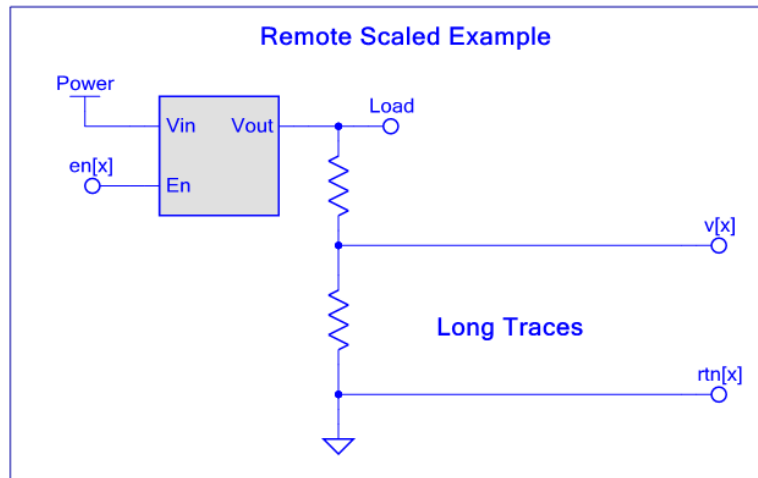 Remote Scaled Example
Power
Load
Vin
Vout
en[x]
En
v[x]
Long Traces
rtn[x]